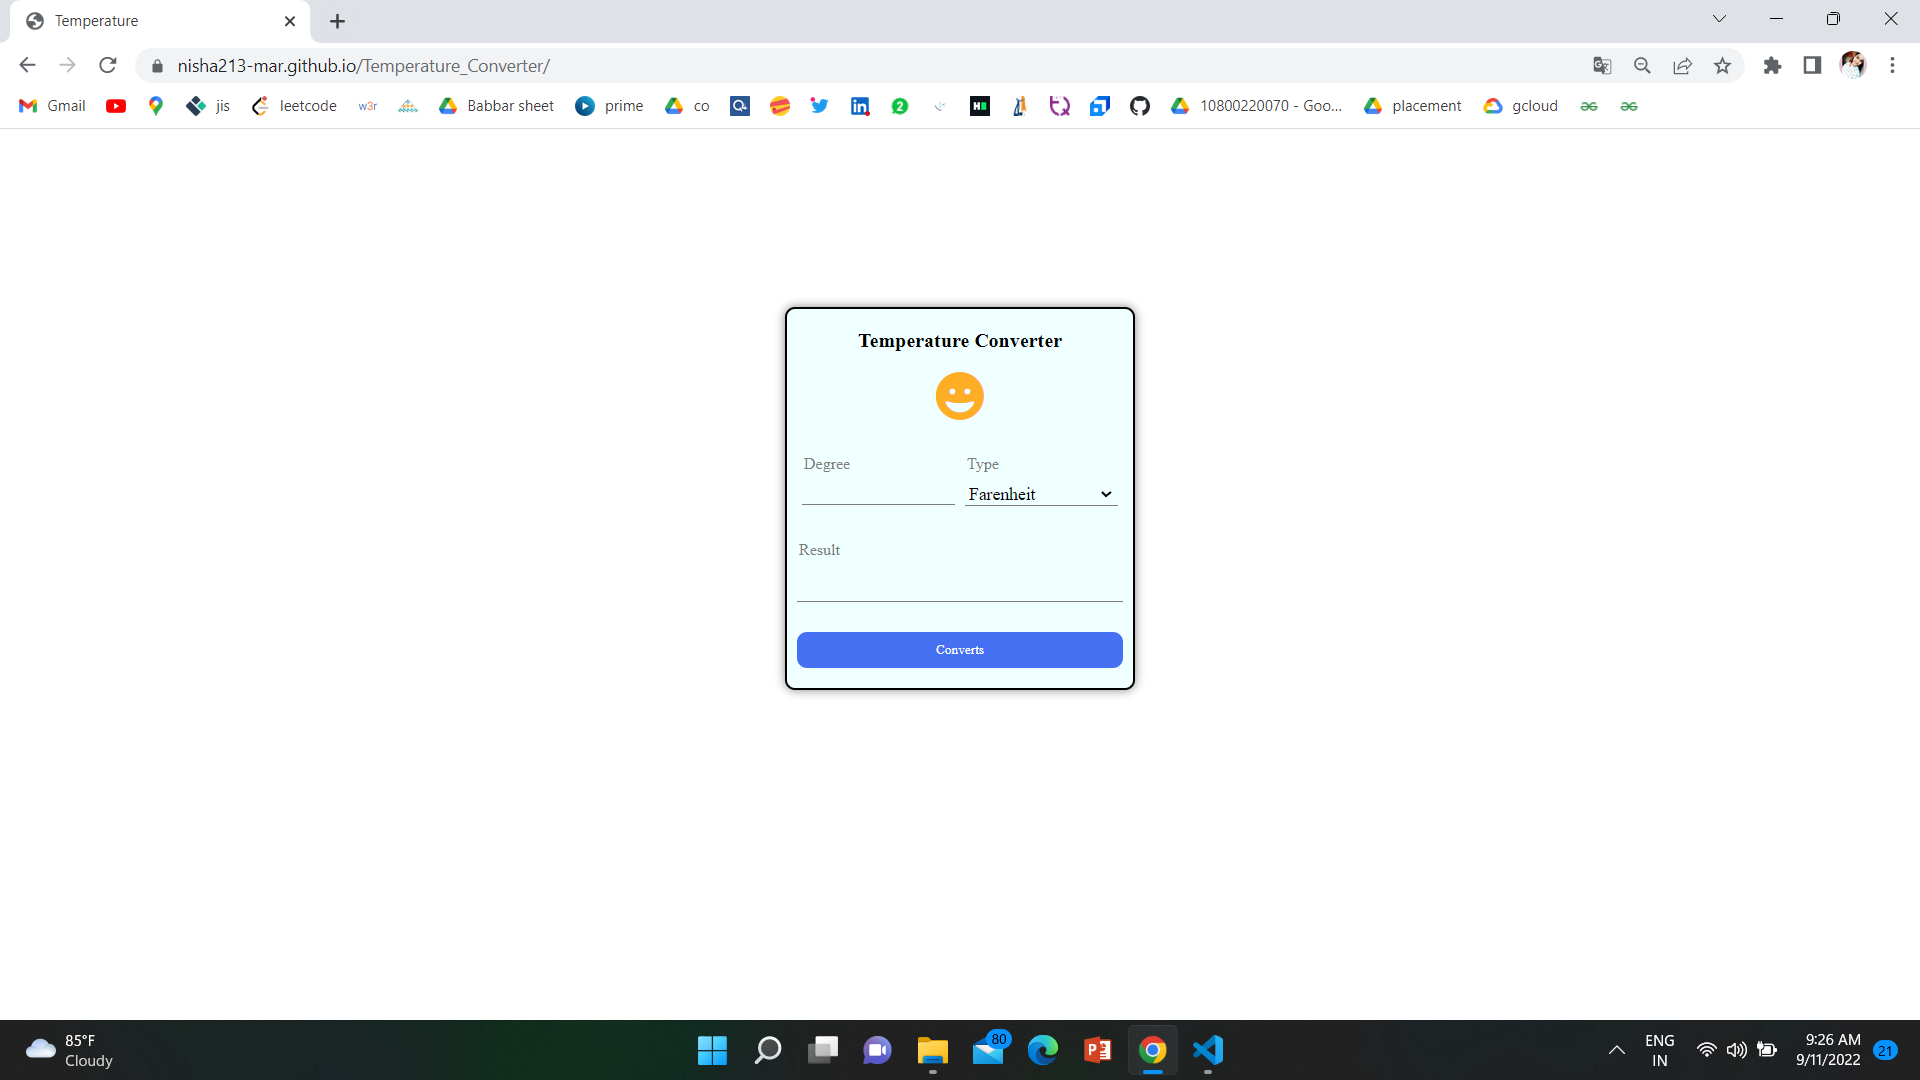 Temperature
nisha213-mar.github.io/Temperature_Converter/
Gmail jis leetcode w3r Babbar sheet prime co 10800220070 - Goo... placement gcloud
Temperature Converter
Degree Type
Farenheit
Result
Converts
85°F
Cloudy
80
ENG
IN
9:26 AM
9/11/2022
21